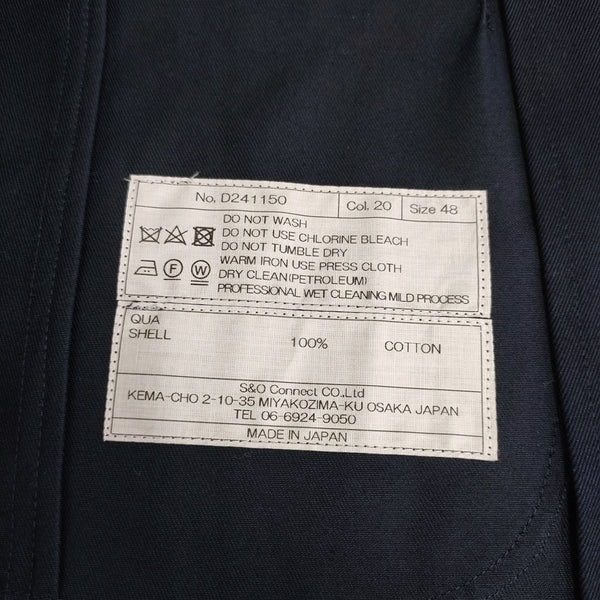 No. D241150 Col. 20 Size 48
DO NOT WASH
DO NOT USE CHLORINE BLEACH
DO NOT TUMBLE DRY
WARM IRON USE PRESS CLOTH
DRY CLEAN(PETROLEUM)
PROFESSIONAL WET CLEANING MILD PROCESS
F W
QUA
SHELL 100% COTTON
S&O Connect CO.Ltd
KEMA-CHO 2-10-35 MIYAKOZIMA-KU OSAKA JAPAN
TEL 06-6924-9050
MADE IN JAPAN